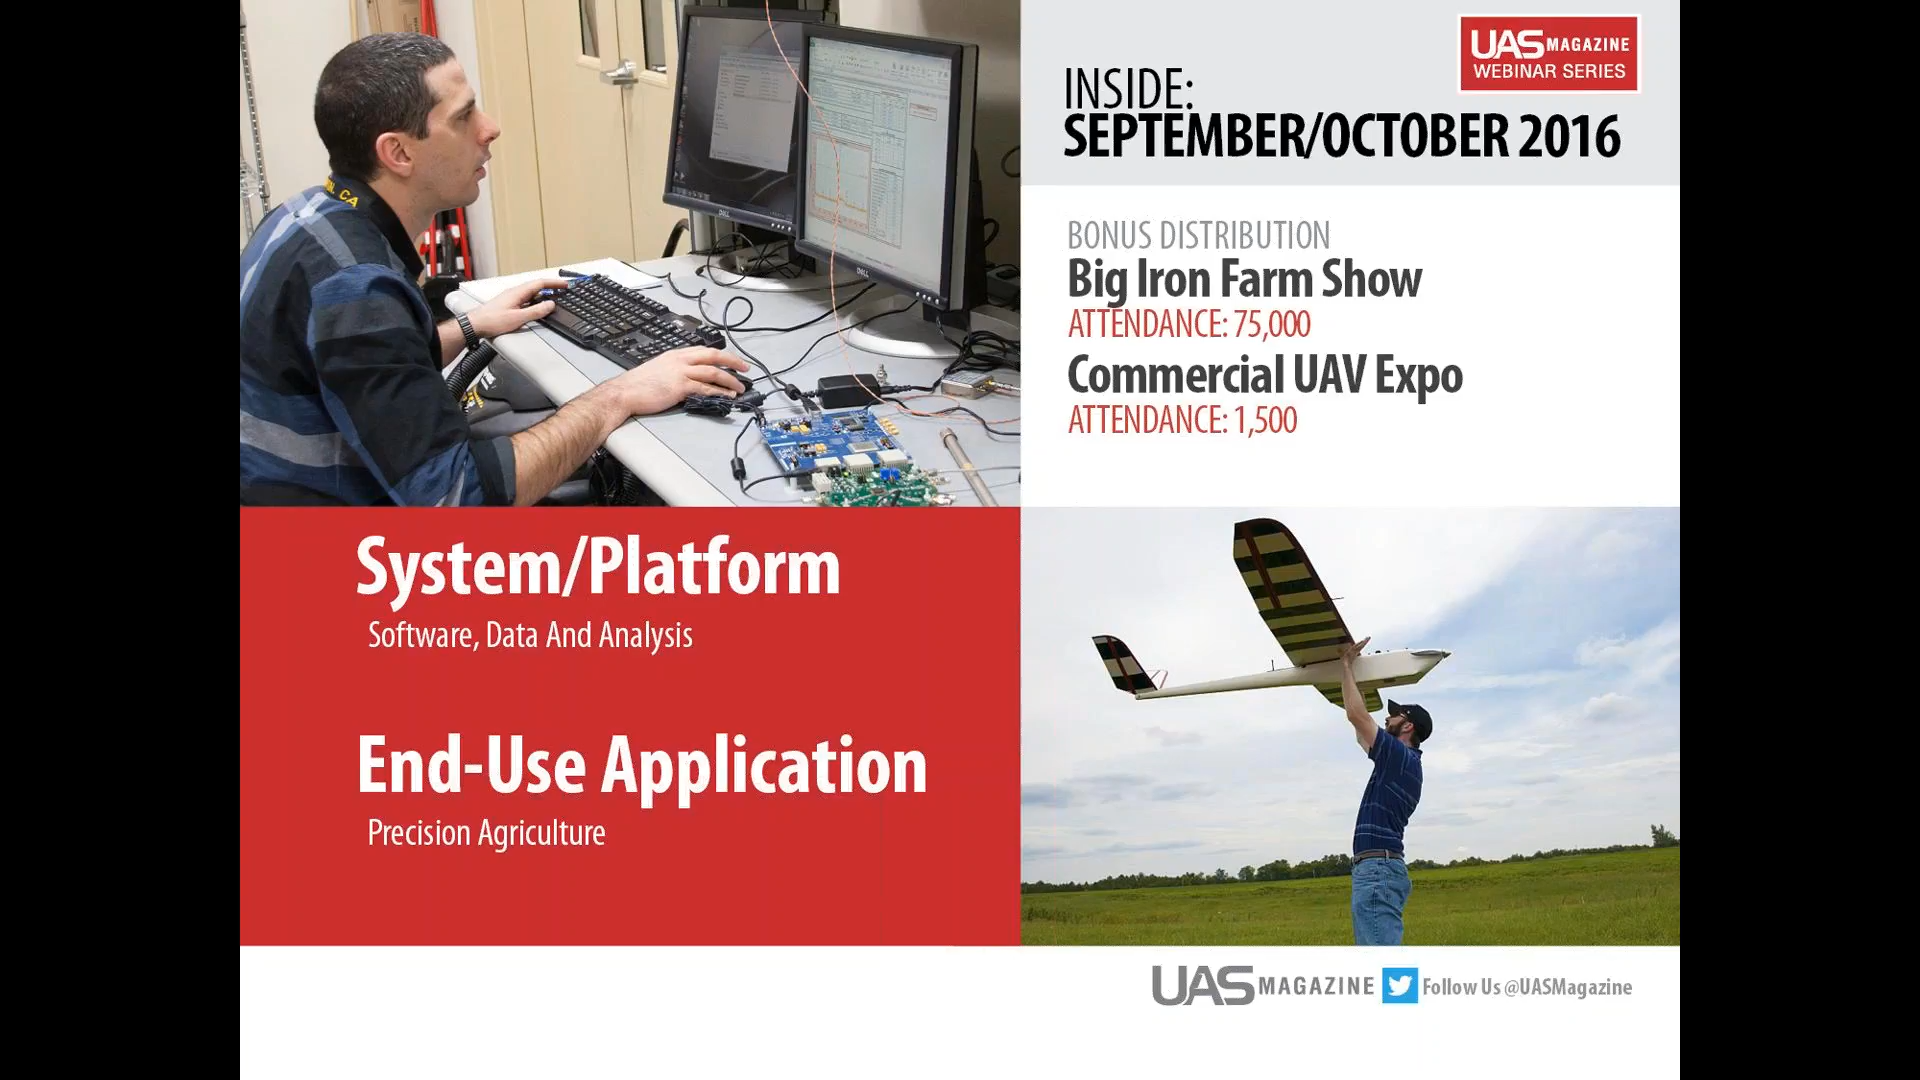 UAS MAGAZINE
WEBINAR SERIES
INSIDE:
SEPTEMBER/OCTOBER 2016
BONUS DISTRIBUTION
Big Iron Farm Show
ATTENDANCE: 75,000
Commercial UAV Expo
ATTENDANCE: 1,500
System/Platform
Software, Data And Analysis
End-Use Application
Precision Agriculture
UAS MAGAZINE Follow Us @UASMagazine
DELL
DELL